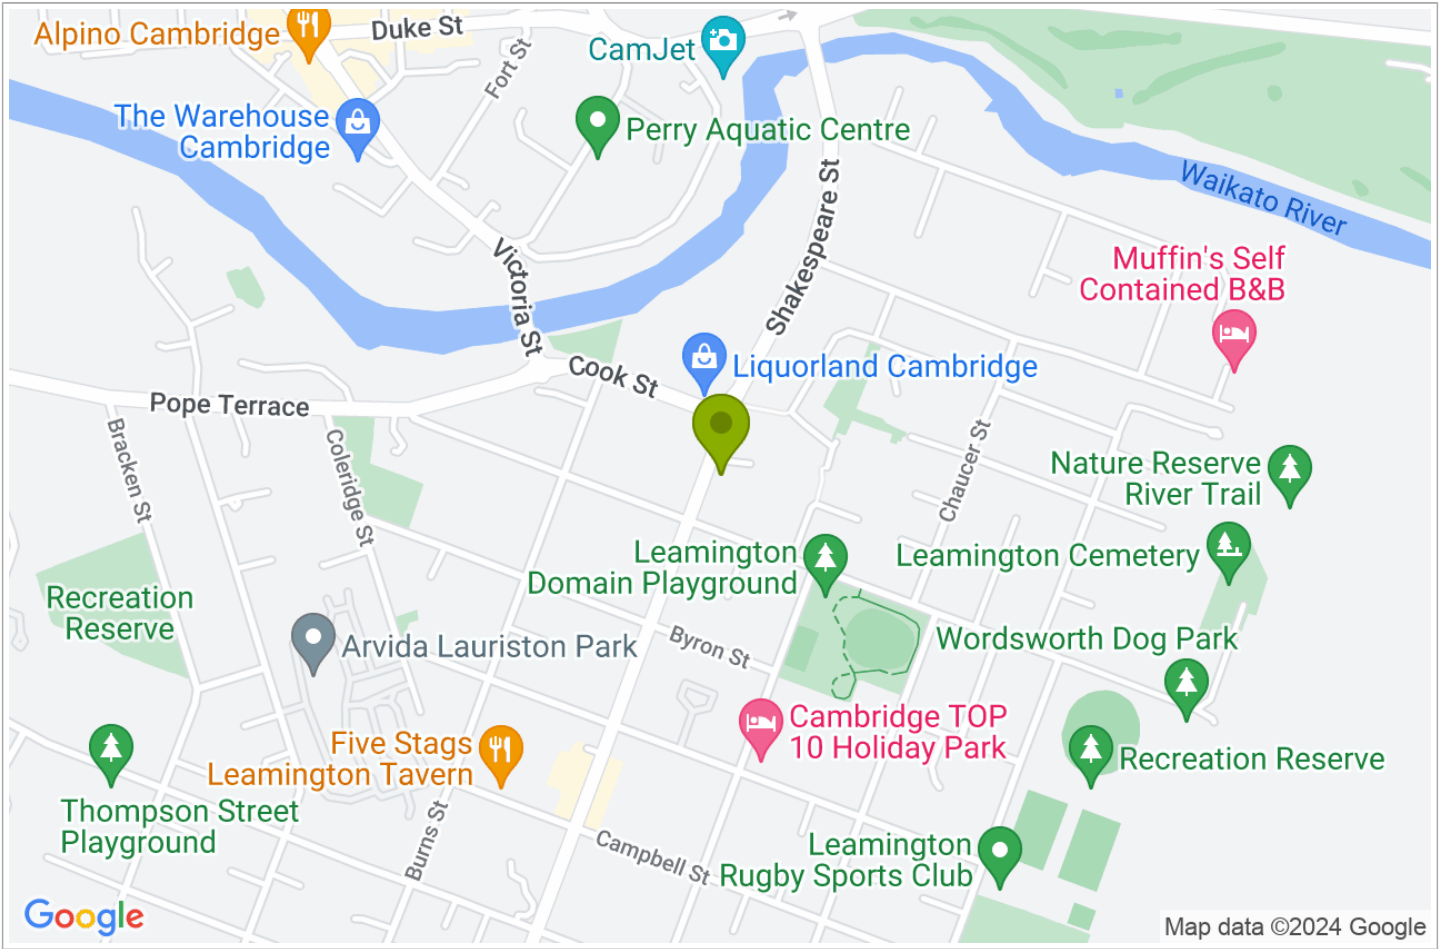 Alpino Cambridge
Duke St
CamJet
Fort St
The Warehouse
Cambridge
Perry Aquatic Centre
Waikato River
Shakespeare St
Victoria St
Muffin's Self
Contained B&B
Cook St
Liquorland Cambridge
Pope Terrace
Bracken St
Coleridge St
Chaucer St
Nature Reserve
River Trail
Leamington
Domain Playground
Leamington Cemetery
Recreation
Reserve
Arvida Lauriston Park
Byron St
Wordsworth Dog Park
Cambridge TOP
10 Holiday Park
Five Stags
Leamington Tavern
Recreation Reserve
Thompson Street
Playground
Burns St
Campbell St
Leamington
Rugby Sports Club
Google
Map data ©2024 Google